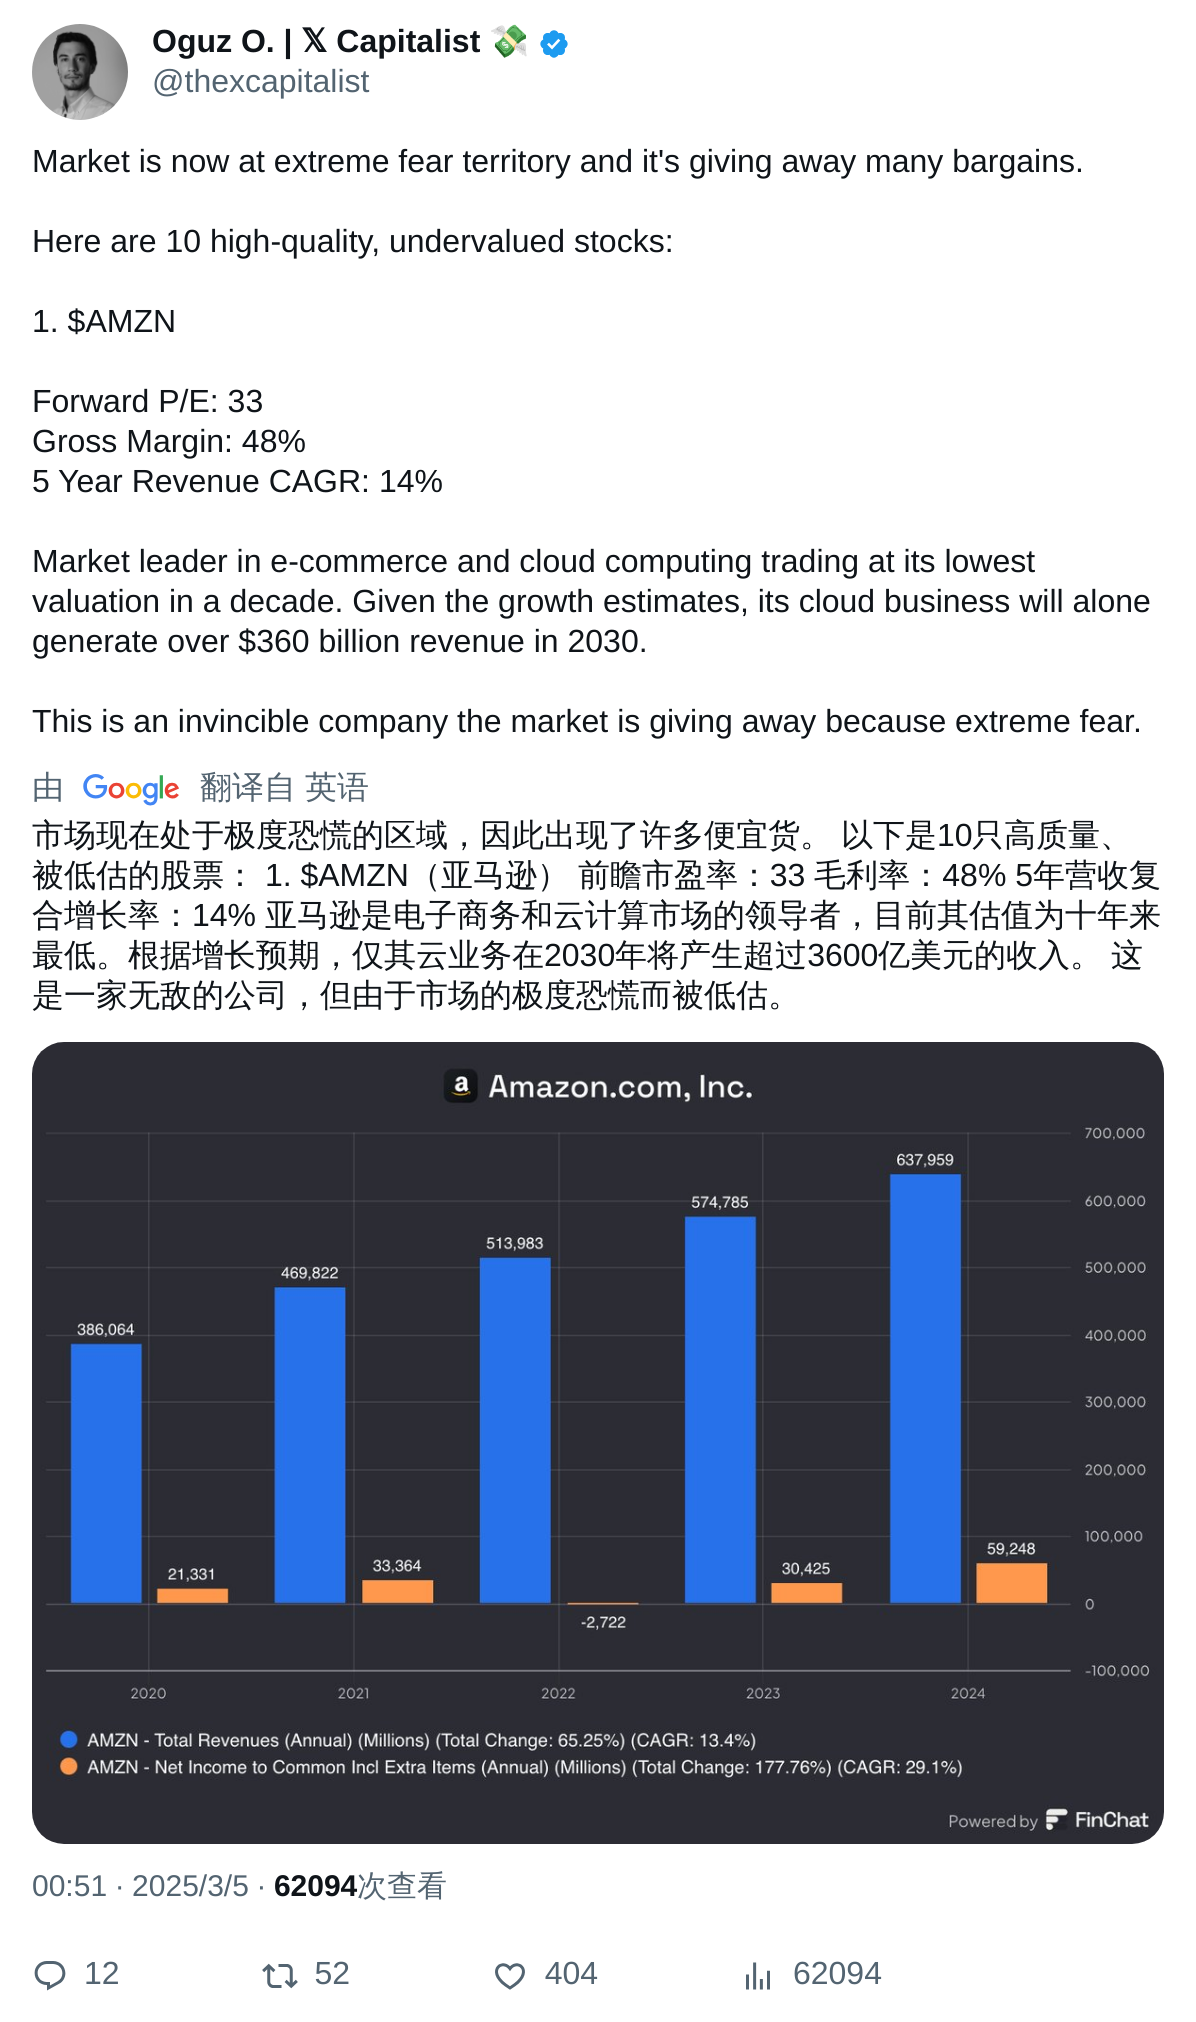 Oguz O. | 𝕏 Capitalist 💸
@thexcapitalist
Market is now at extreme fear territory and it's giving away many bargains.
Here are 10 high-quality, undervalued stocks:
1. $AMZN
Forward P/E: 33
Gross Margin: 48%
5 Year Revenue CAGR: 14%
Market leader in e-commerce and cloud computing trading at its lowest
valuation in a decade. Given the growth estimates, its cloud business will alone
generate over $360 billion revenue in 2030.
This is an invincible company the market is giving away because extreme fear.
由 Google 翻译自 英语
市场现在处于极度恐慌的区域，因此出现了许多便宜货。 以下是10只高质量、
被低估的股票： 1. $AMZN（亚马逊） 前瞻市盈率：33 毛利率：48% 5年营收复
合增长率：14% 亚马逊是电子商务和云计算市场的领导者，目前其估值为十年来
最低。根据增长预期，仅其云业务在2030年将产生超过3600亿美元的收入。 这
是一家无敌的公司，但由于市场的极度恐慌而被低估。
a Amazon.com, Inc.
700,000
637,959
600,000
574,785
513,983
500,000
469,822
400,000
386,064
300,000
200,000
100,000
59,248
33,364
30,425
21,331
0
-2,722
-100,000
2020 2021 2022 2023 2024
AMZN - Total Revenues (Annual) (Millions) (Total Change: 65.25%) (CAGR: 13.4%)
AMZN - Net Income to Common Incl Extra Items (Annual) (Millions) (Total Change: 177.76%) (CAGR: 29.1%)
Powered by FinChat
00:51 · 2025/3/5 · 62094次查看
12 52 404 62094